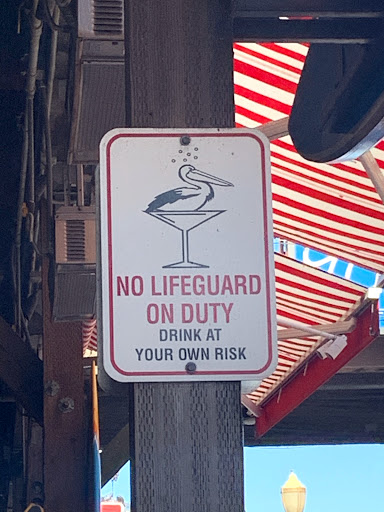 NO LIFEGUARD
ON DUTY
DRINK AT
YOUR OWN RISK